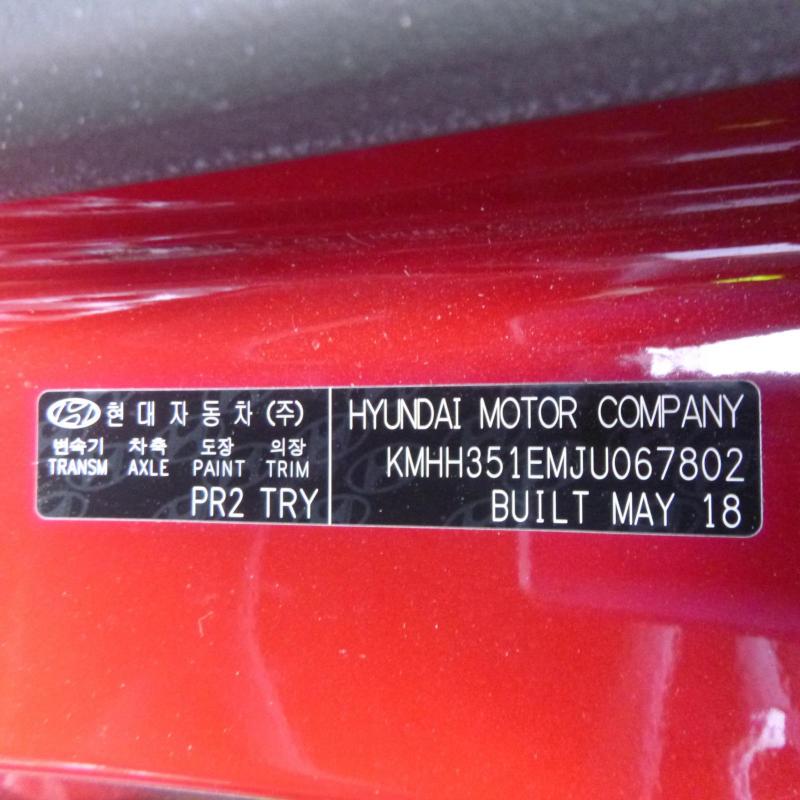 현대자동차(주)
변속기 차축 도장 의장
TRANSM AXLE PAINT TRIM
PR2 TRY
HYUNDAI MOTOR COMPANY
KMHH351EMJU067802
BUILT MAY 18